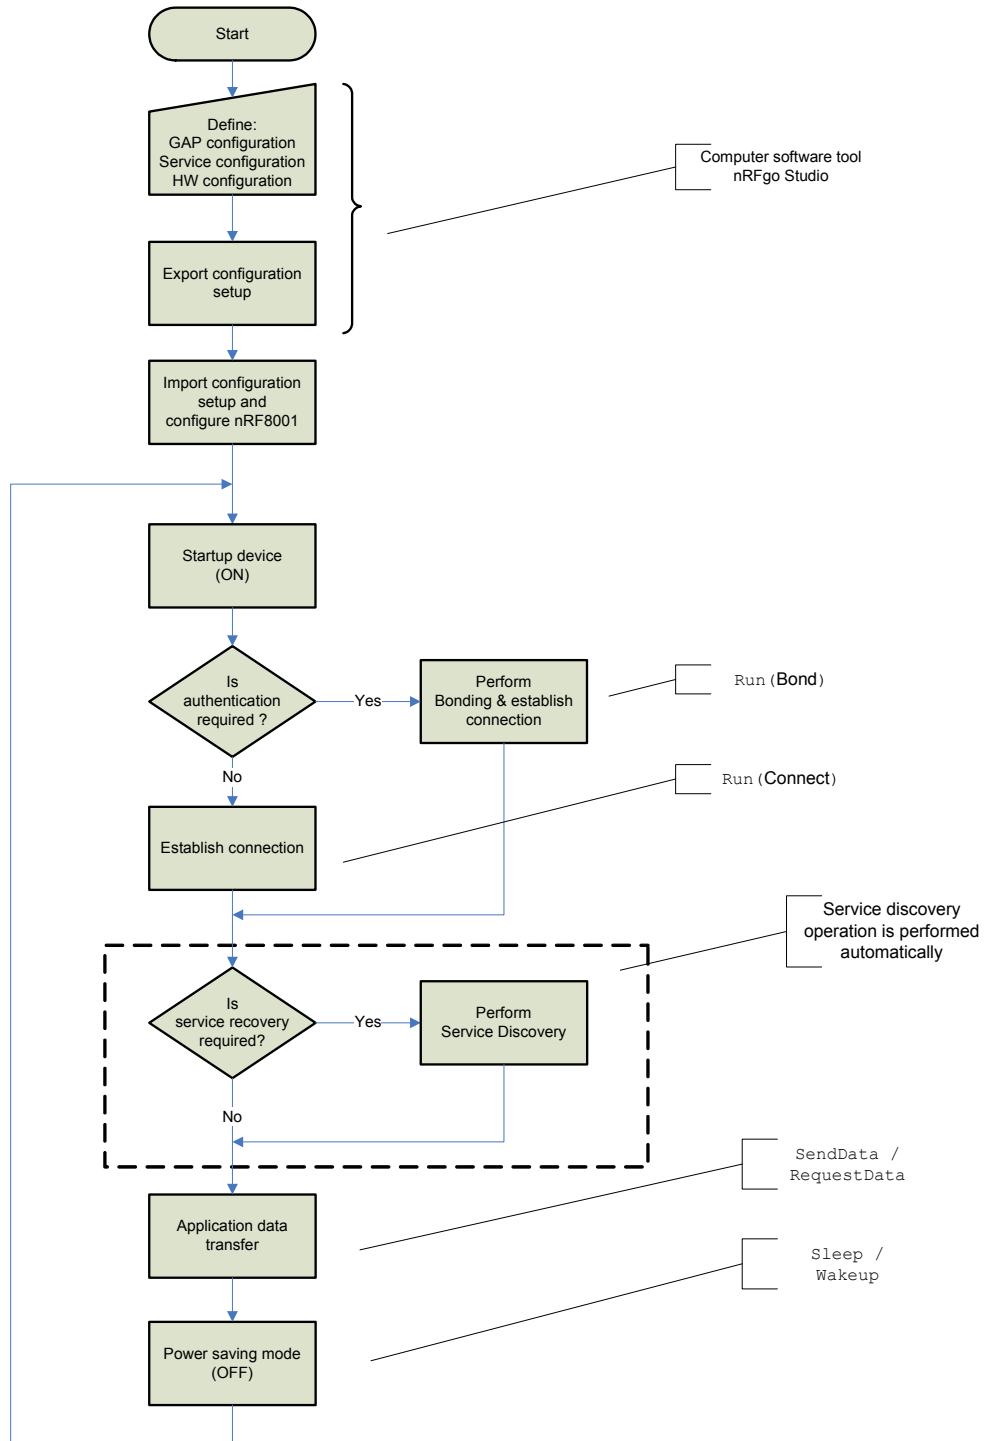 Start
Define:
GAP configuration
Service configuration
HW configuration
Computer software tool
nRFgo Studio
Export configuration
setup
Import configuration
setup and
configure nRF8001
Startup device
(ON)
Is
authentication
required ?
Yes
Perform
Bonding & establish
connection
Run(Bond)
No
Run(Connect)
Establish connection
Service discovery
operation is performed
automatically
Is
service recovery
required?
Yes
Perform
Service Discovery
No
SendData /
RequestData
Application data
transfer
Sleep /
Wakeup
Power saving mode
(OFF)